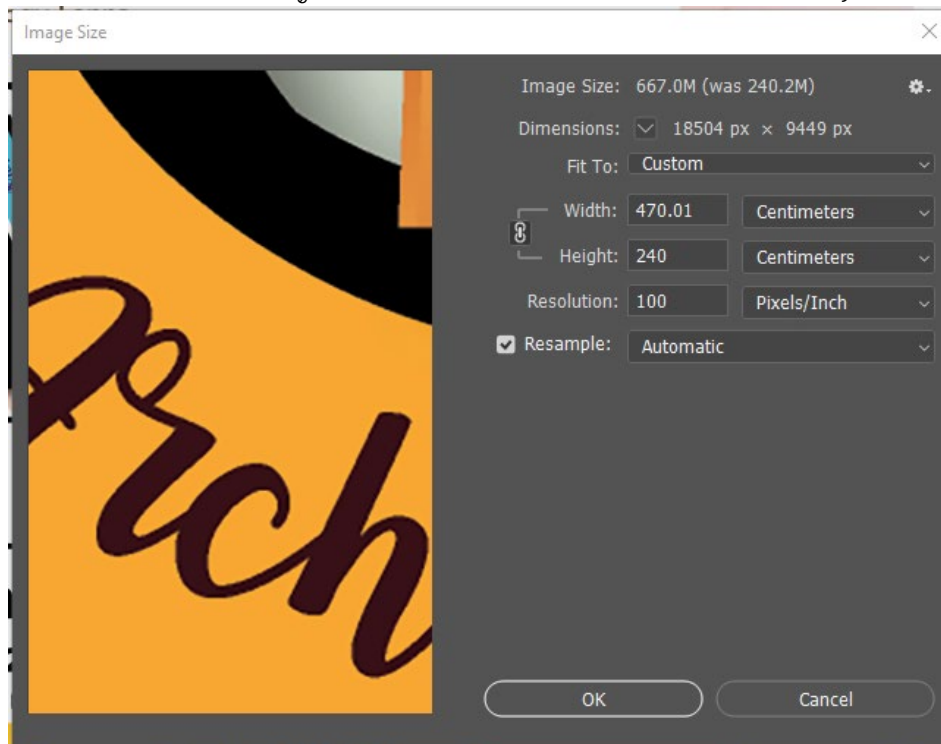 Image Size
Image Size: 667.0M (was 240.2M)
Dimensions: 18504 px × 9449 px
Fit To: Custom
Width: 470.01 Centimeters
Height: 240 Centimeters
Resolution: 100 Pixels/Inch
Resample: Automatic
Arch
OK Cancel